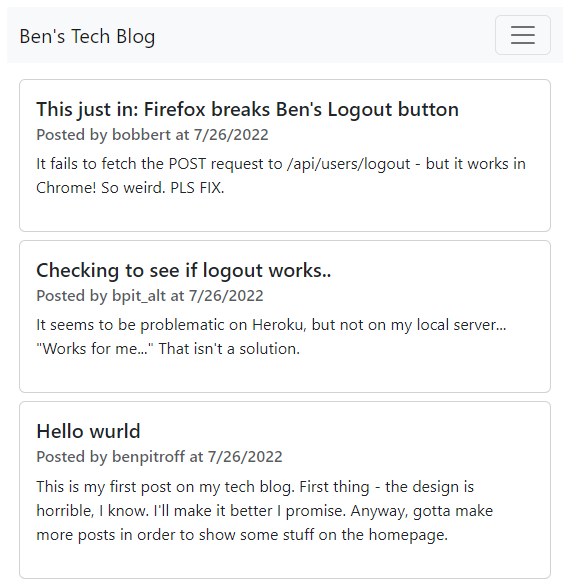 Ben's Tech Blog
This just in: Firefox breaks Ben's Logout button
Posted by bobbert at 7/26/2022
It fails to fetch the POST request to /api/users/logout - but it works in
Chrome! So weird. PLS FIX.
Checking to see if logout works..
Posted by bpit_alt at 7/26/2022
It seems to be problematic on Heroku, but not on my local server...
"Works for me..." That isn't a solution.
Hello wurld
Posted by benpitroff at 7/26/2022
This is my first post on my tech blog. First thing - the design is
horrible, I know. I'll make it better I promise. Anyway, gotta make
more posts in order to show some stuff on the homepage.